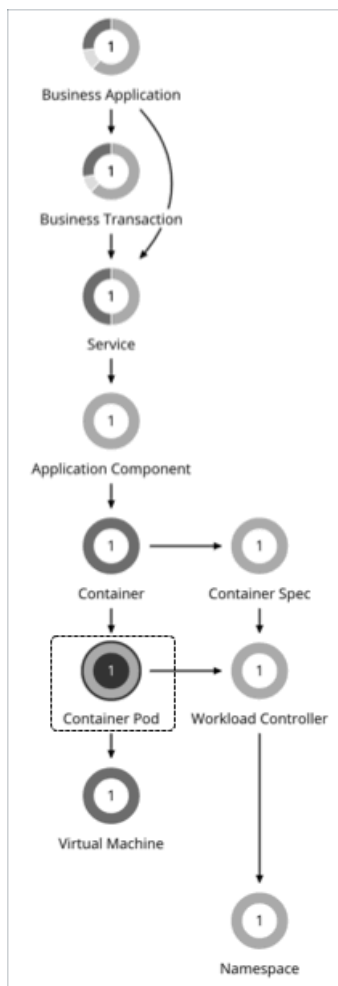 1
Business Application
1
Business Transaction
1
Service
1
Application Component
1 1
Container Container Spec
1 1
Container Pod Workload Controller
1
Virtual Machine
1
Namespace